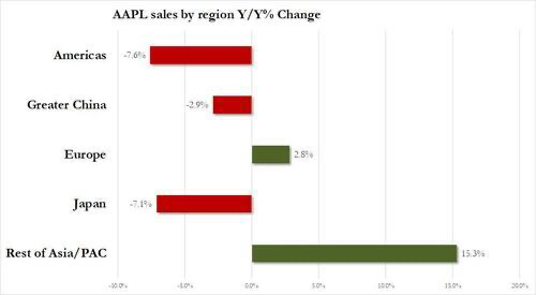 AAPL sales by region Y/Y% Change
Americas
-7.6%
Greater China
-2.9%
Europe
2.8%
Japan
-7.1%
Rest of Asia/PAC
15.3%
-10.0% -5.0% 0.0% 5.0% 10.0% 15.0% 20.0%